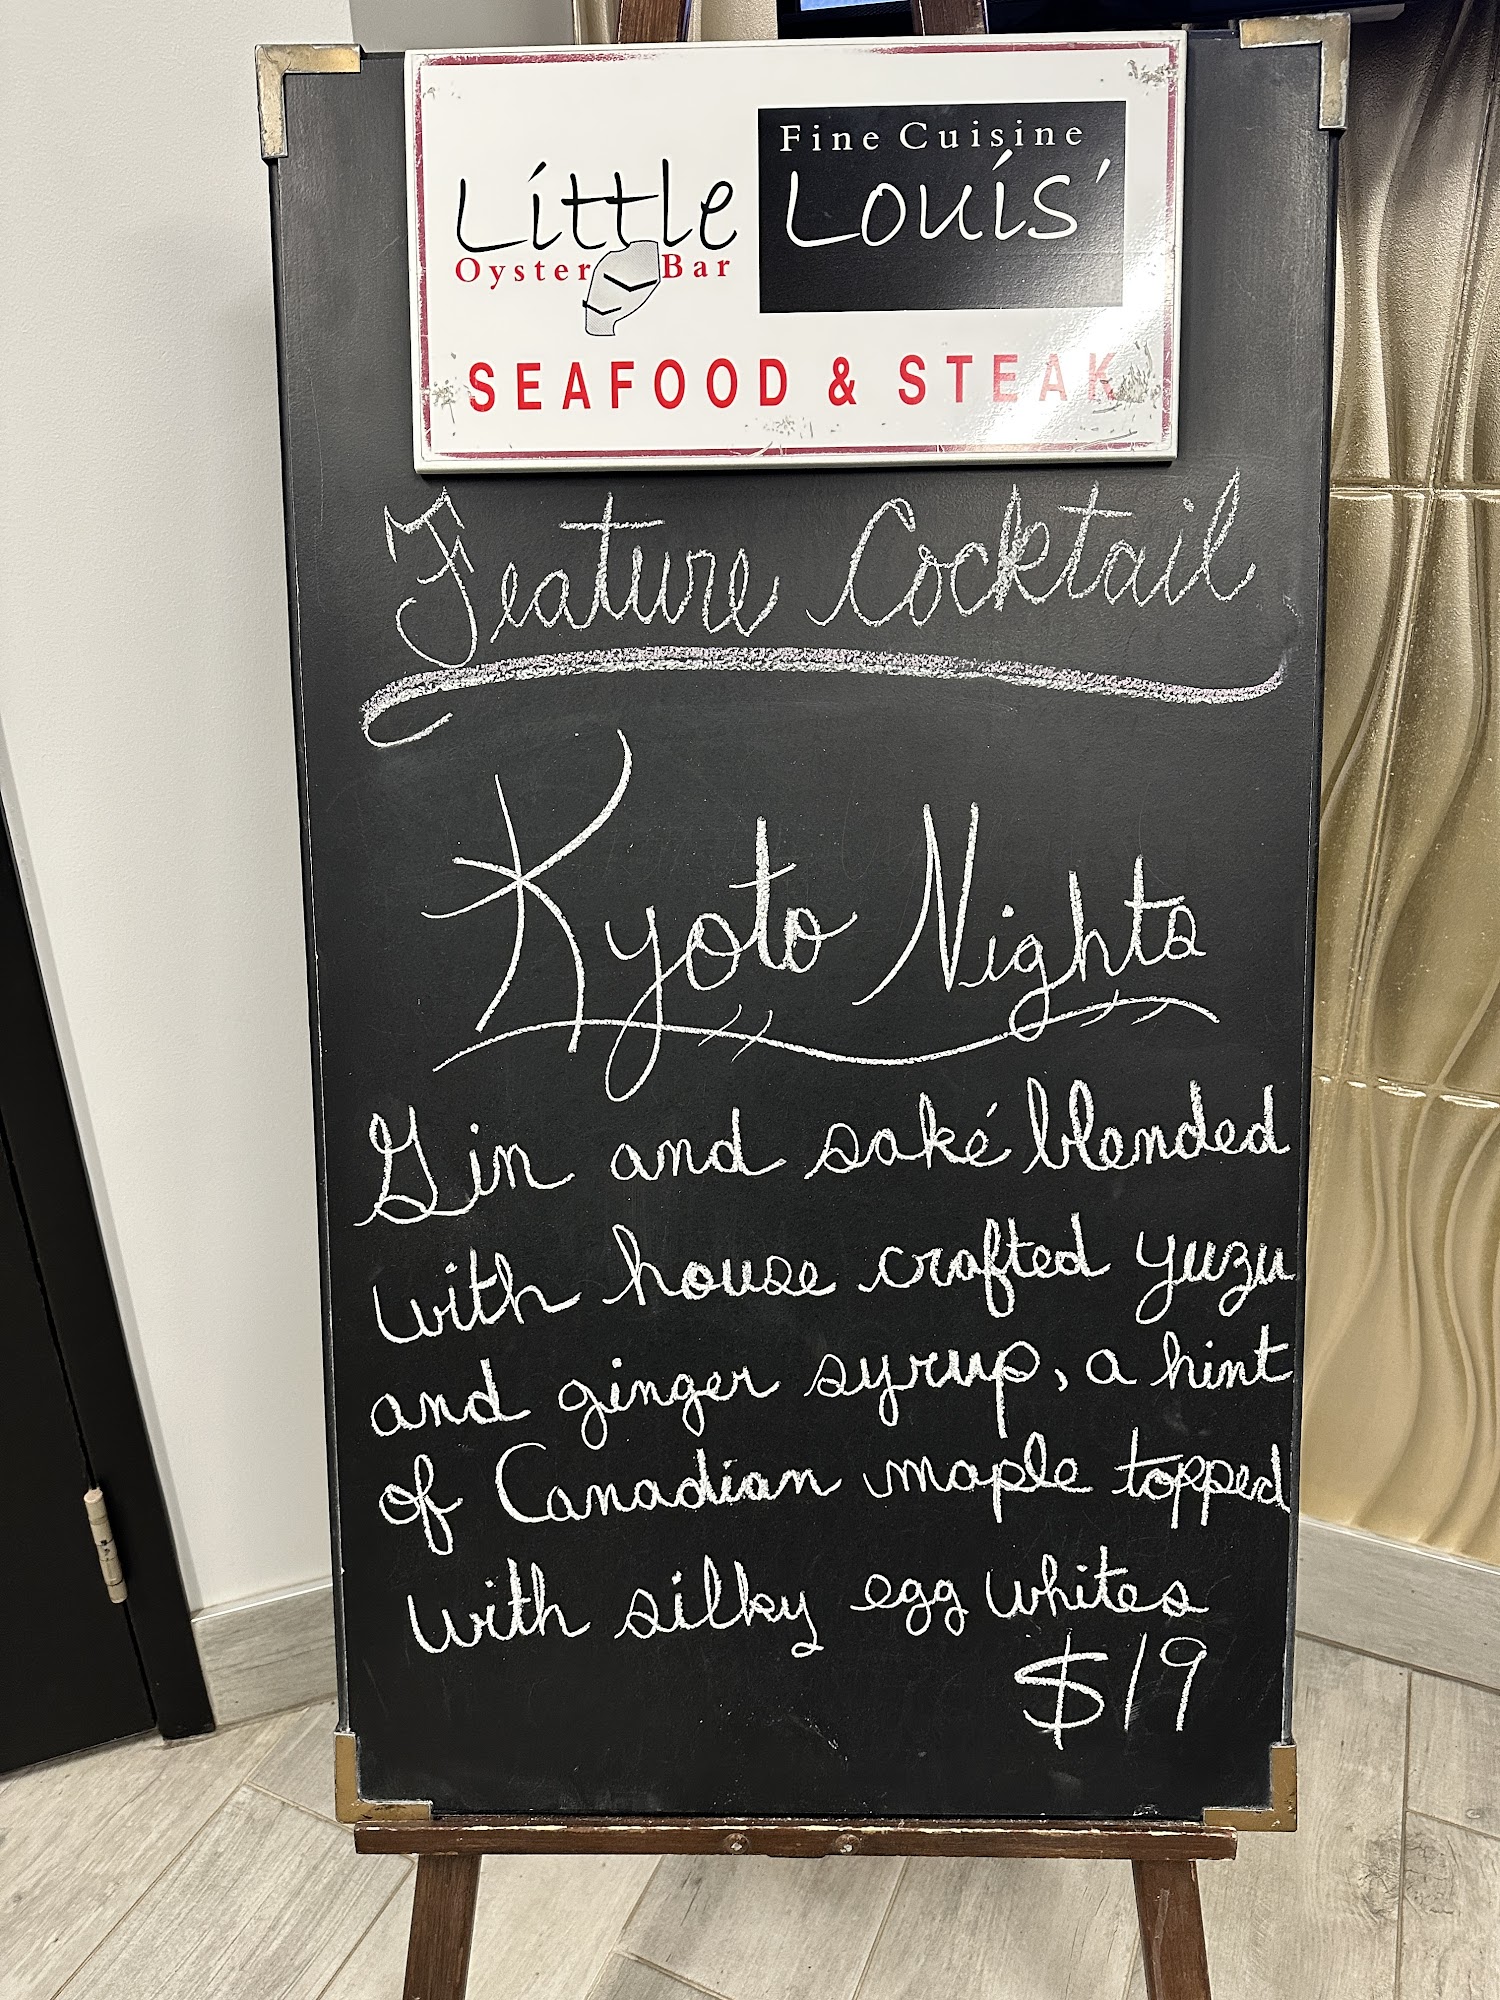 Fine Cuisine
Little Louis'
Oyster Bar
SEAFOOD & STEAK
Feature Cocktail
Kyoto Nights
Gin and saké blended
with house crafted yuzu
and ginger syrup, a hint
of Canadian maple topped
with silky egg whites
$19